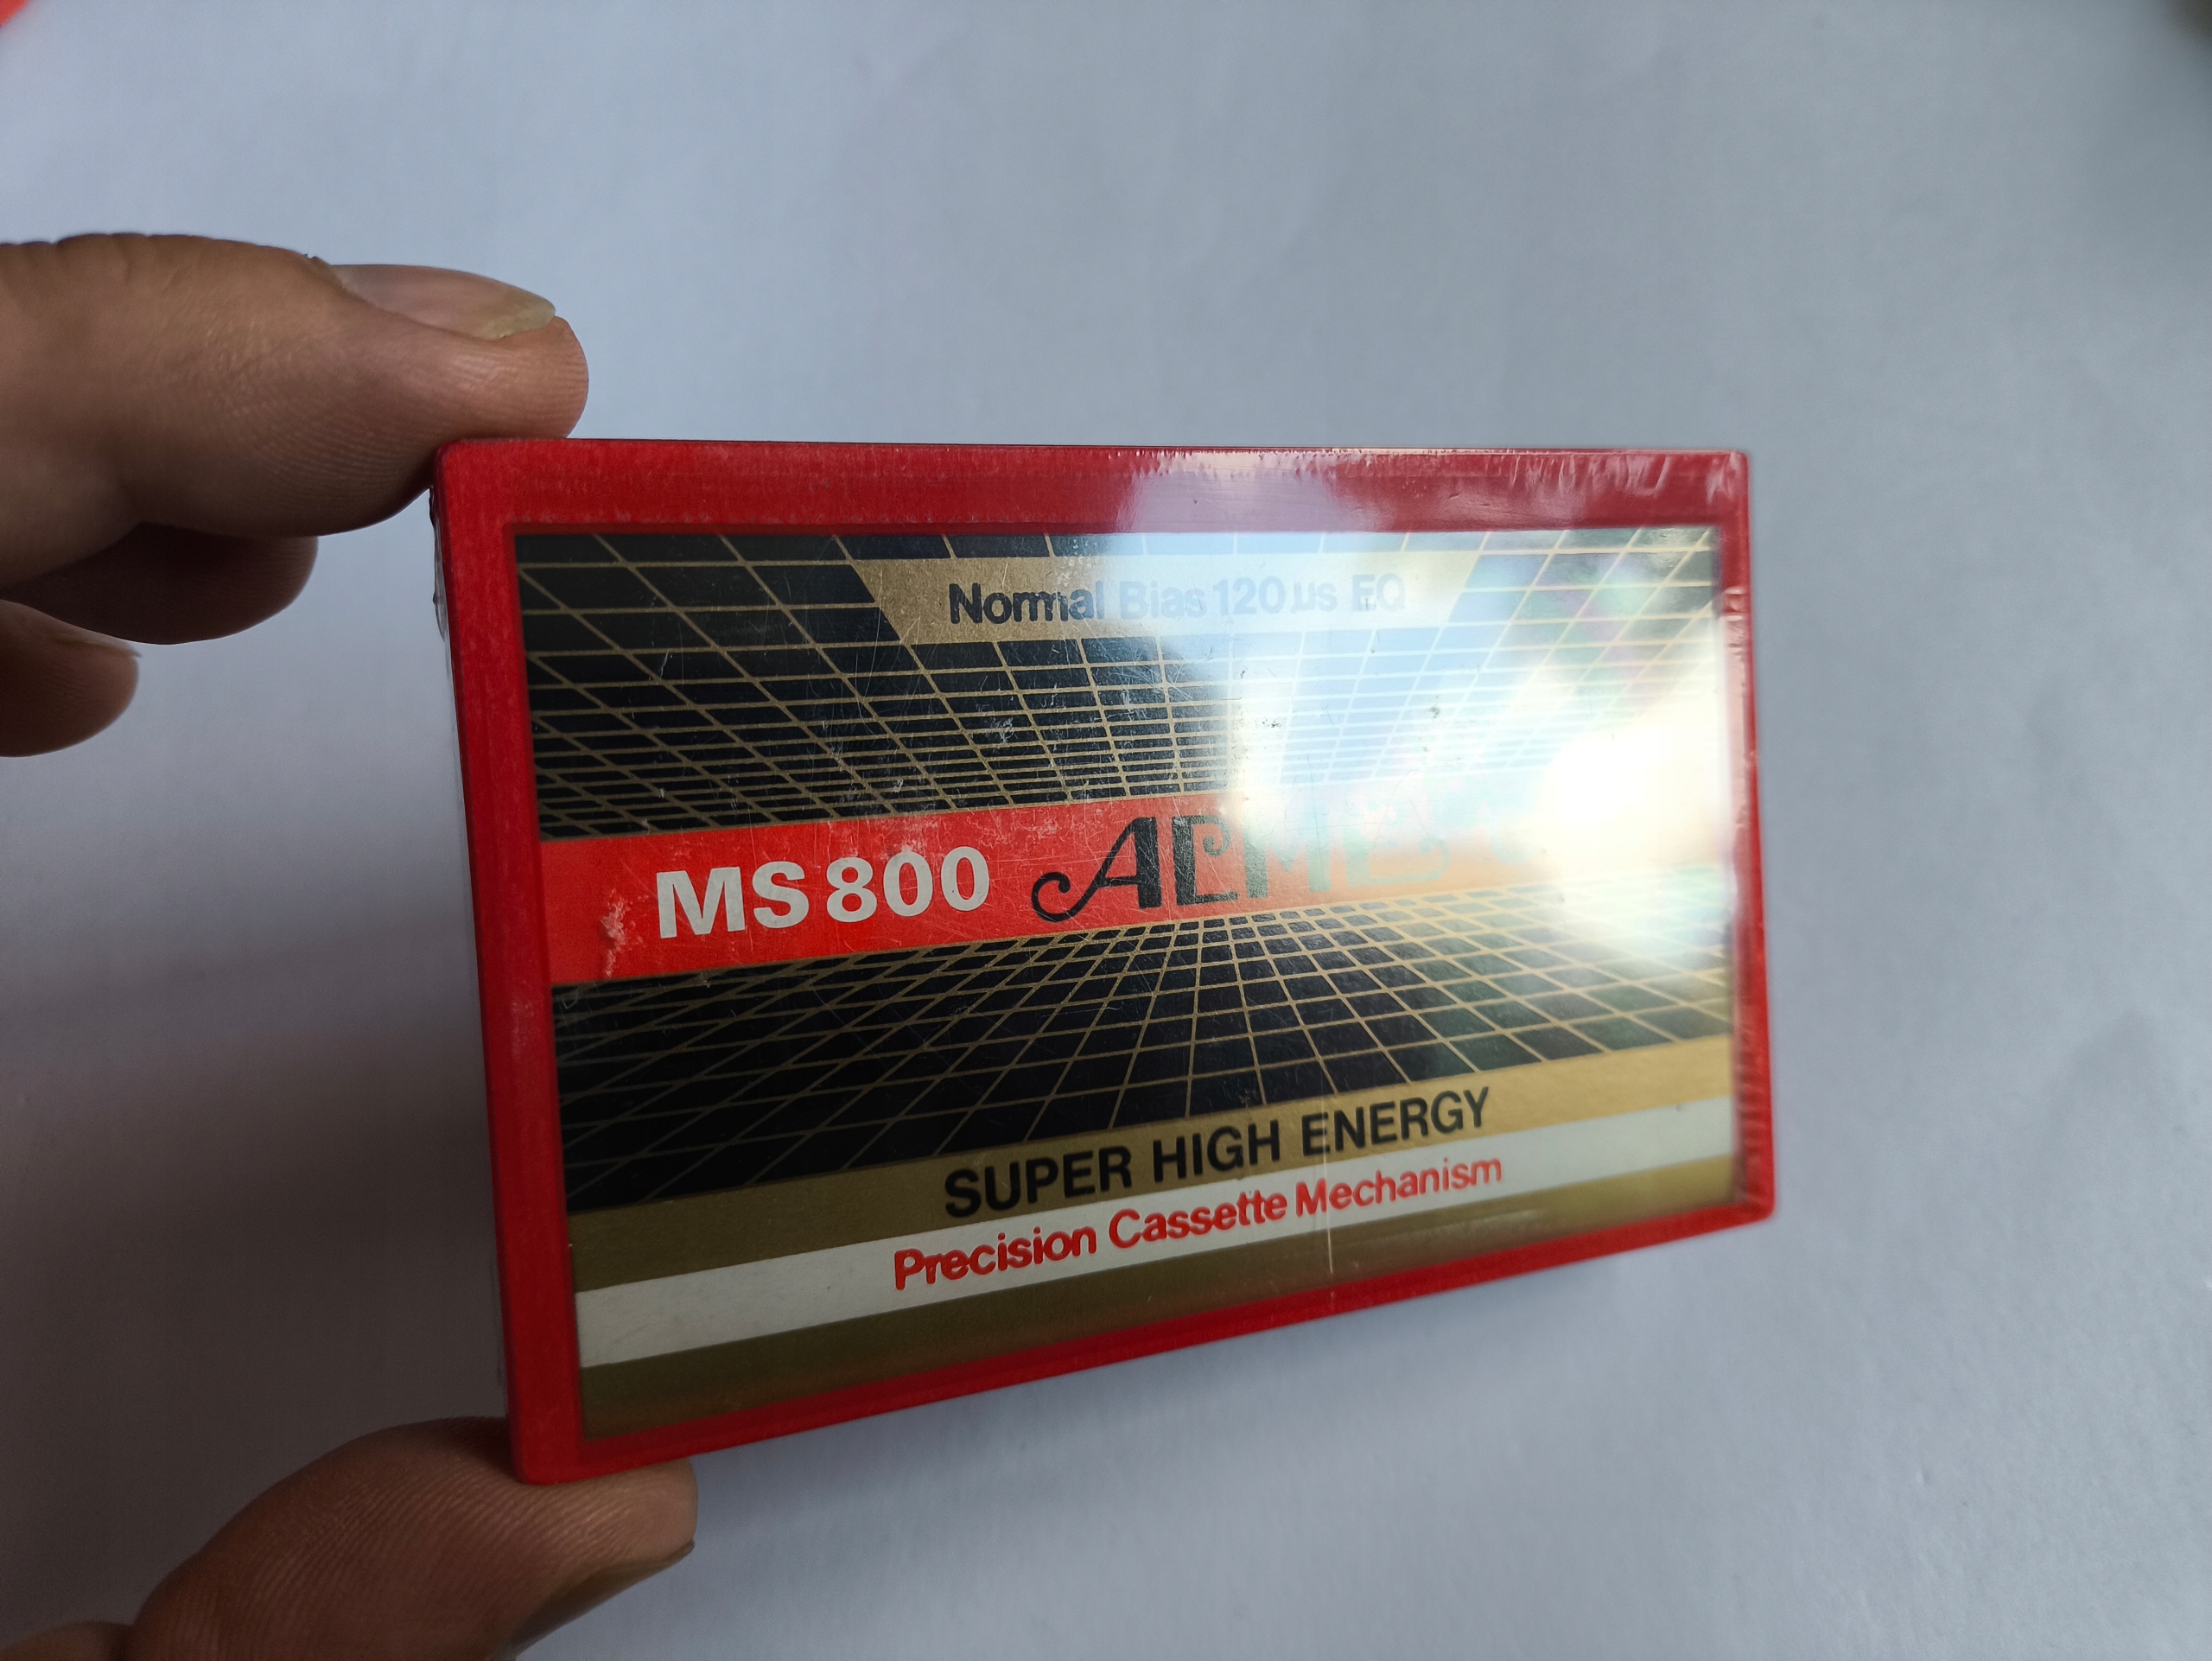 Normal Bias 120 µs EQ
MS 800
SUPER HIGH ENERGY
Precision Cassette Mechanism